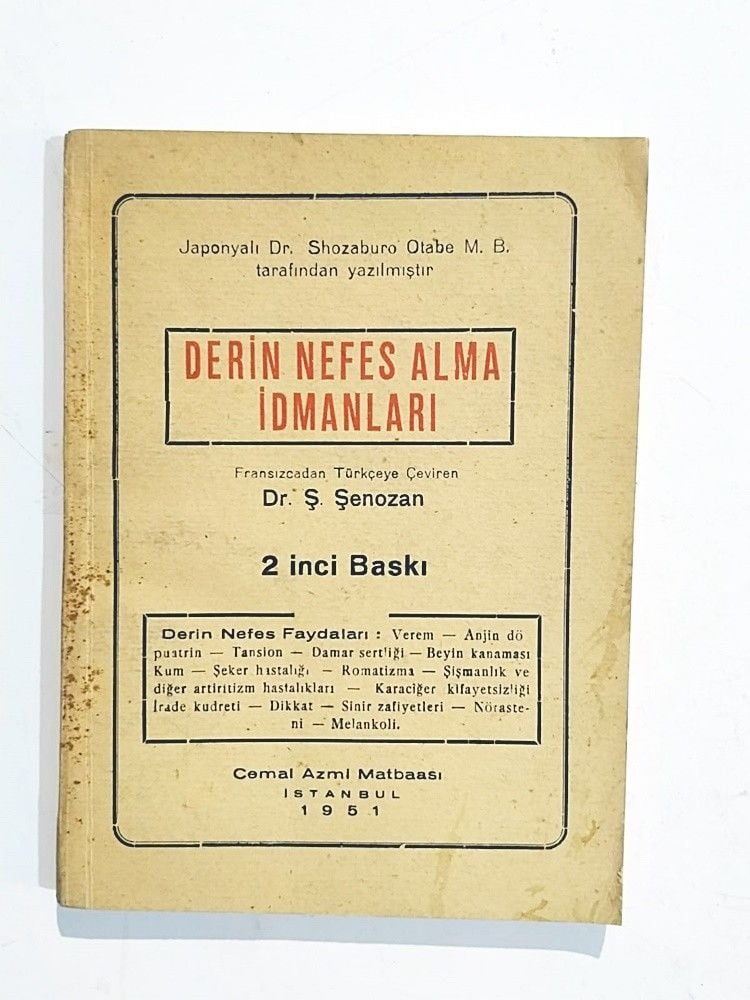 Japonyalı Dr. Shozaburo Otabe M. B.
tarafından yazılmıştır
DERİN NEFES ALMA
İDMANLARI
Fransızcadan Türkçeye Çeviren
Dr. Ş. Şenozan
2 inci Baskı
Derin Nefes Faydaları : Verem — Anjin dö
puatrin — Tansion — Damar sertliği — Beyin kanaması
Kum — Şeker hastalığı — Romatizma — Şişmanlık ve
diğer artiritizm hastalıkları — Karaciğer kifayetsizliği
İrade kudreti — Dikkat — Sinir zafiyetleri — Nöraste-
ni — Melankoli.
Cemal Azmi Matbaası
İSTANBUL
1951